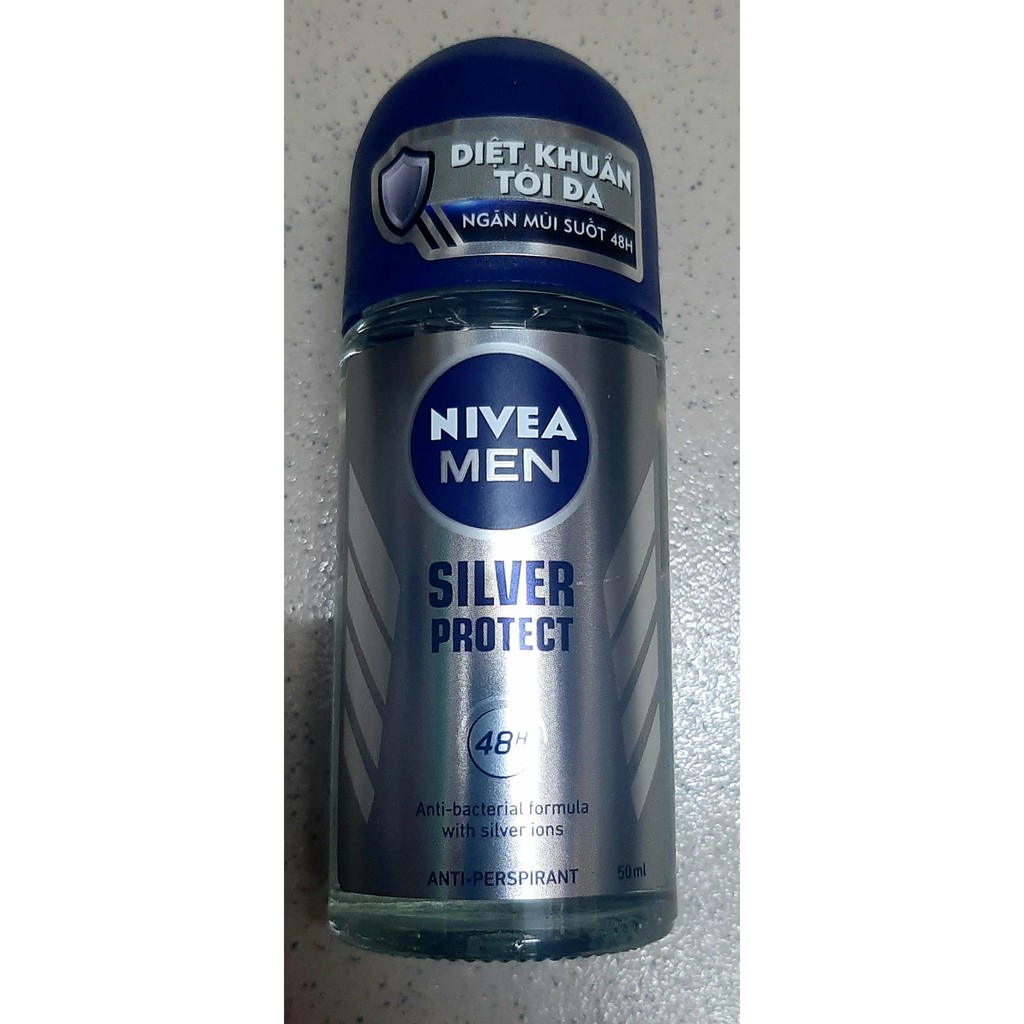 DIỆT KHUẨN
TỐI ĐA
NGĂN MÙI SUỐT 48H
NIVEA
MEN
SILVER
PROTECT
48H
Anti-bacterial formula
with silver ions
ANTI-PERSPIRANT
50ml